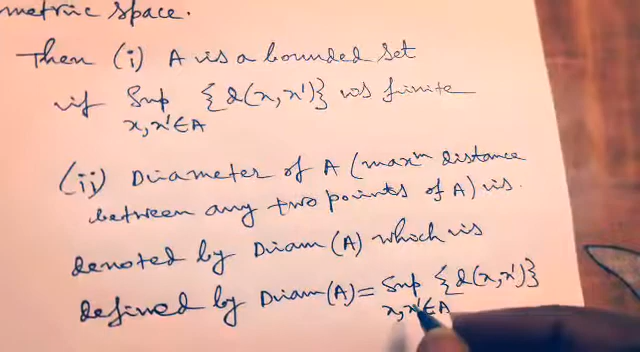 metric space.
Then (i) A is a bounded set
if Sup {d(x,x')} is finite
x,x'∈A
(ii) Diameter of A (maxᵐ distance
between any two points of A) is
denoted by Diam (A) which is
defined by Diam(A) = Sup {d(x,x')}
x,x'∈A